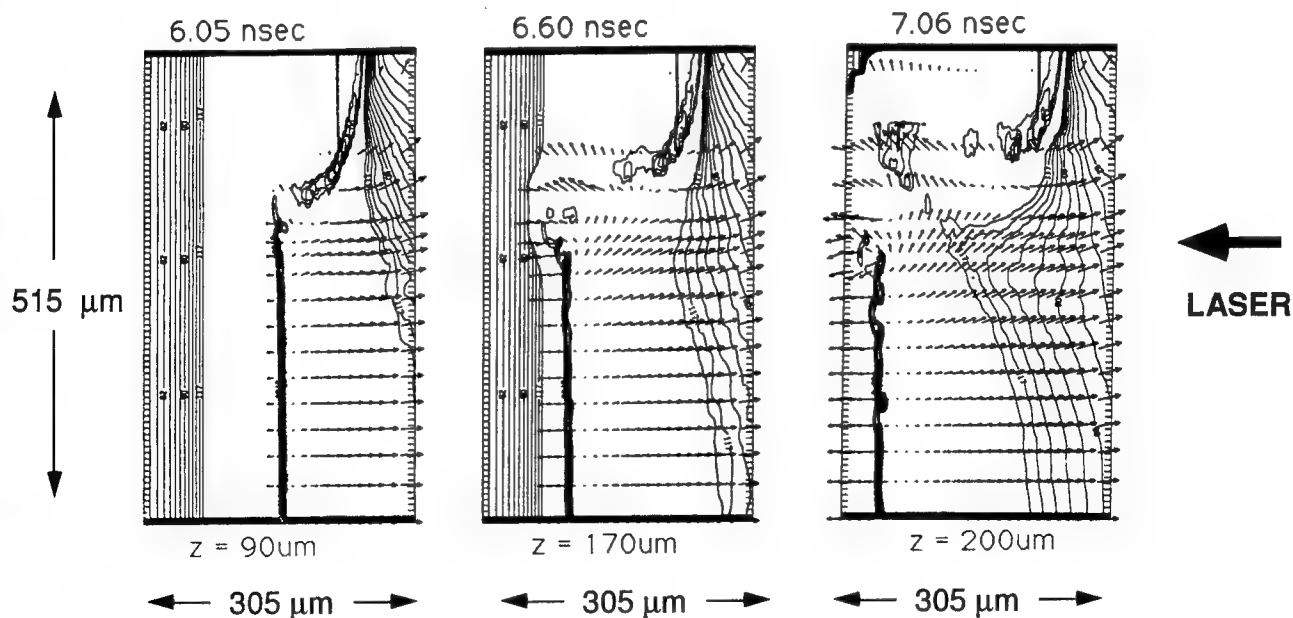 6.05 nsec
6.60 nsec
7.06 nsec
515 μm
LASER
z = 90um
z = 170um
z = 200um
305 μm
305 μm
305 μm